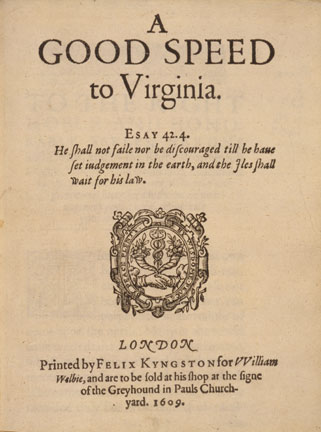 A
GOOD SPEED
to Virginia.
ESAY 42.4.
He ſhall not faile nor be diſcouraged till he haue
ſet iudgement in the earth, and the Iles ſhall
wait for his law.
LONDON
Printed by FELIX KYNGSTON for VVilliam
Welbie, and are to be ſold at his ſhop at the ſigne
of the Greyhound in Pauls Church-
yard. 1609.